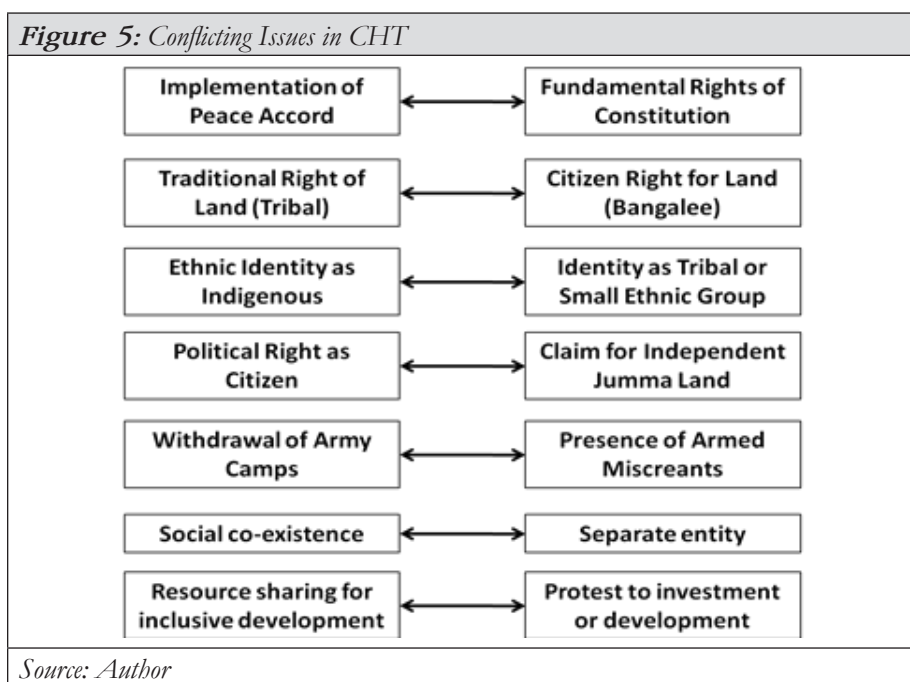 Figure 5: Conflicting Issues in CHT
Implementation of
Peace Accord
Fundamental Rights of
Constitution
Traditional Right of
Land (Tribal)
Citizen Right for Land
(Bangalee)
Ethnic Identity as
Indigenous
Identity as Tribal or
Small Ethnic Group
Political Right as
Citizen
Claim for Independent
Jumma Land
Withdrawal of Army
Camps
Presence of Armed
Miscreants
Social co-existence
Separate entity
Resource sharing for
inclusive development
Protest to investment
or development
Source: Author